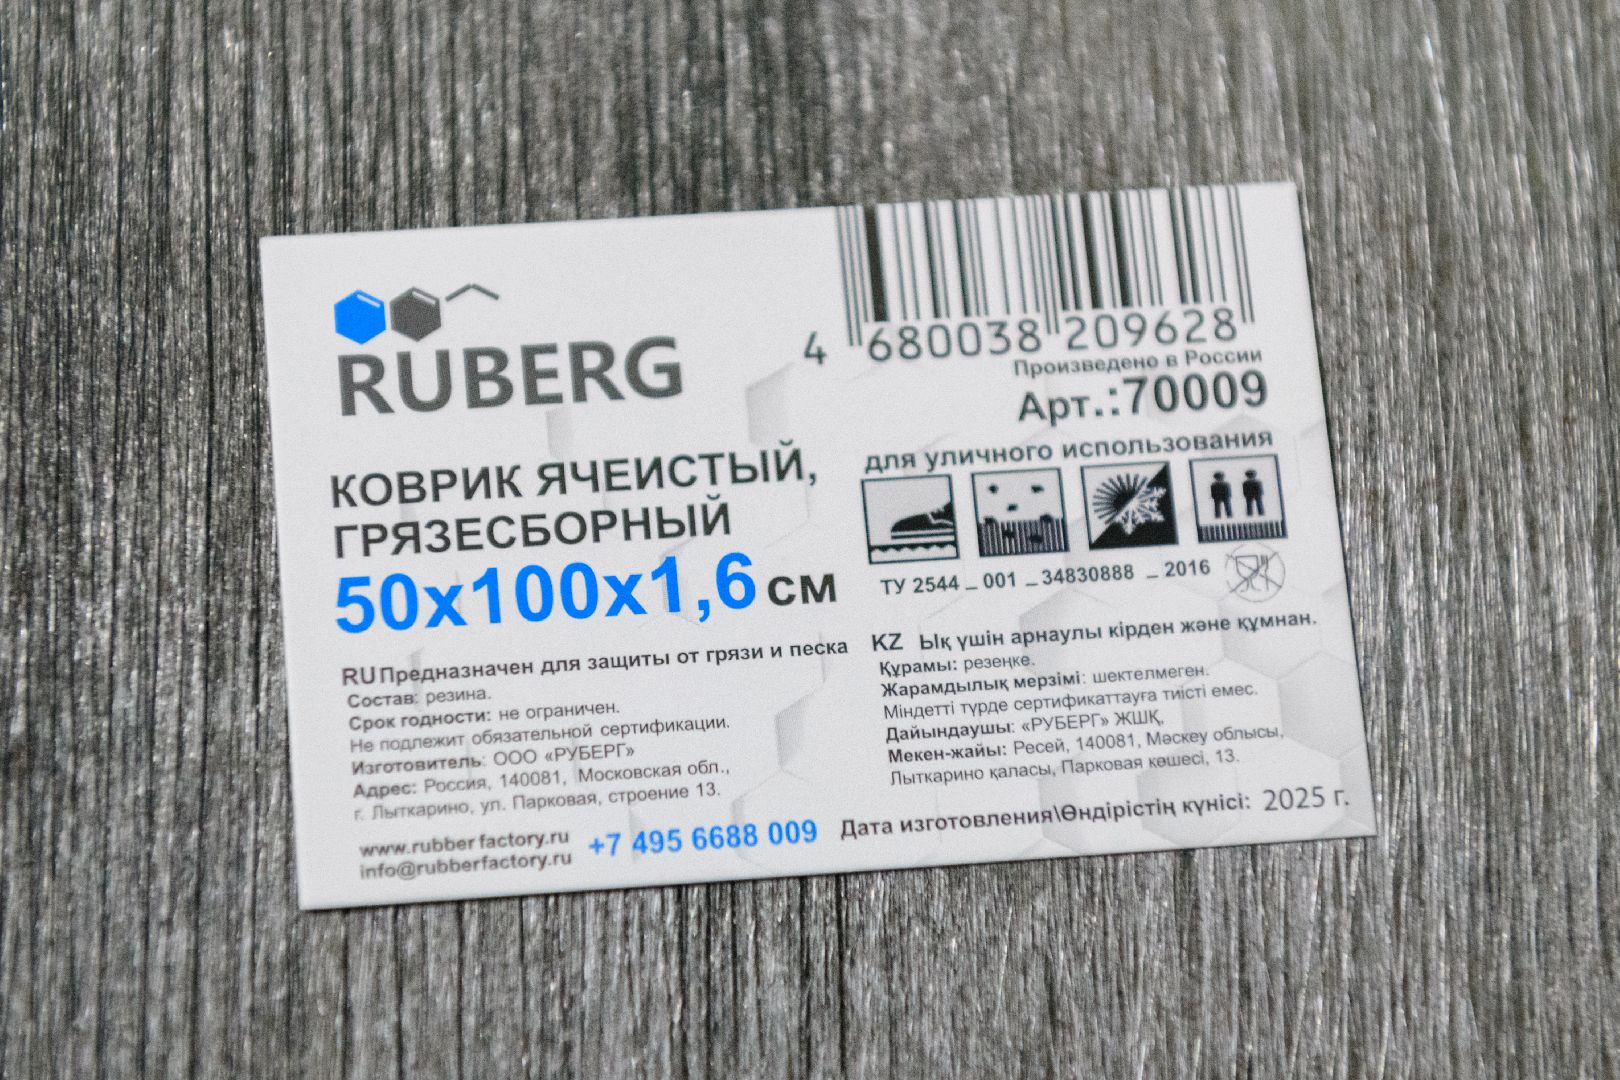 RUBERG
КОВРИК ЯЧЕИСТЫЙ,
ГРЯЗЕСБОРНЫЙ
50x100x1,6 см
RU Предназначен для защиты от грязи и песка
Состав: резина.
Срок годности: не ограничен.
Не подлежит обязательной сертификации.
Изготовитель: ООО «РУБЕРГ»
Адрес: Россия, 140081, Московская обл.,
г. Лыткарино, ул. Парковая, строение 13.
www.rubberfactory.ru
info@rubberfactory.ru
+7 495 6688 009
4 680038 209628
Произведено в России
Арт.:70009
для уличного использования
ТУ 2544 – 001 – 34830888 – 2016
KZ Ық үшін арнаулы кірден және құмнан.
Құрамы: резеңке.
Жарамдылық мерзімі: шектелмеген.
Міндетті түрде сертификаттауға тиісті емес.
Дайындаушы: «РУБЕРГ» ЖШҚ,
Мекен-жайы: Ресей, 140081, Мәскеу облысы,
Лыткарино қаласы, Парковая көшесі, 13.
Дата изготовления\Өндірістің күнісі: 2025 г.